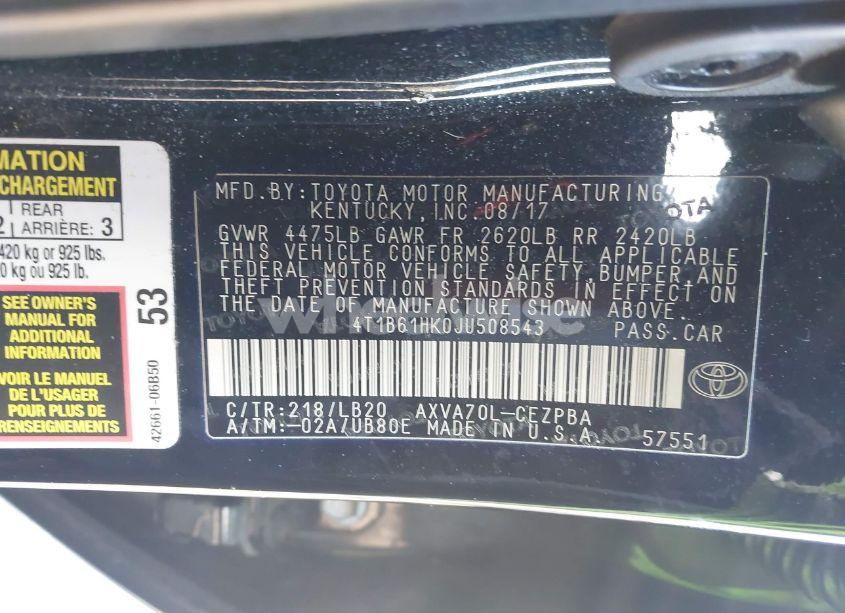 MATION
CHARGEMENT
2 | REAR
ARRIÈRE: 3
420 kg or 925 lbs.
0 kg ou 925 lb.
SEE OWNER'S
MANUAL FOR
ADDITIONAL
INFORMATION
VOIR LE MANUEL
DE L'USAGER
POUR PLUS DE
RENSEIGNEMENTS
53
42661-06B50
MFD.BY:TOYOTA MOTOR MANUFACTURING
KENTUCKY,INC 08/17
GVWR 4475LB GAWR FR 2620LB RR 2420LB
THIS VEHICLE CONFORMS TO ALL APPLICABLE
FEDERAL MOTOR VEHICLE SAFETY BUMPER AND
THEFT PREVENTION STANDARDS IN EFFECT ON
THE DATE OF MANUFACTURE SHOWN ABOVE.
4T1B61HK0JU508543 PASS.CAR
C/TR:218/LB20 AXVA70L-CEZPBA
A/TM:-02A/UB80E MADE IN U.S.A. 57551